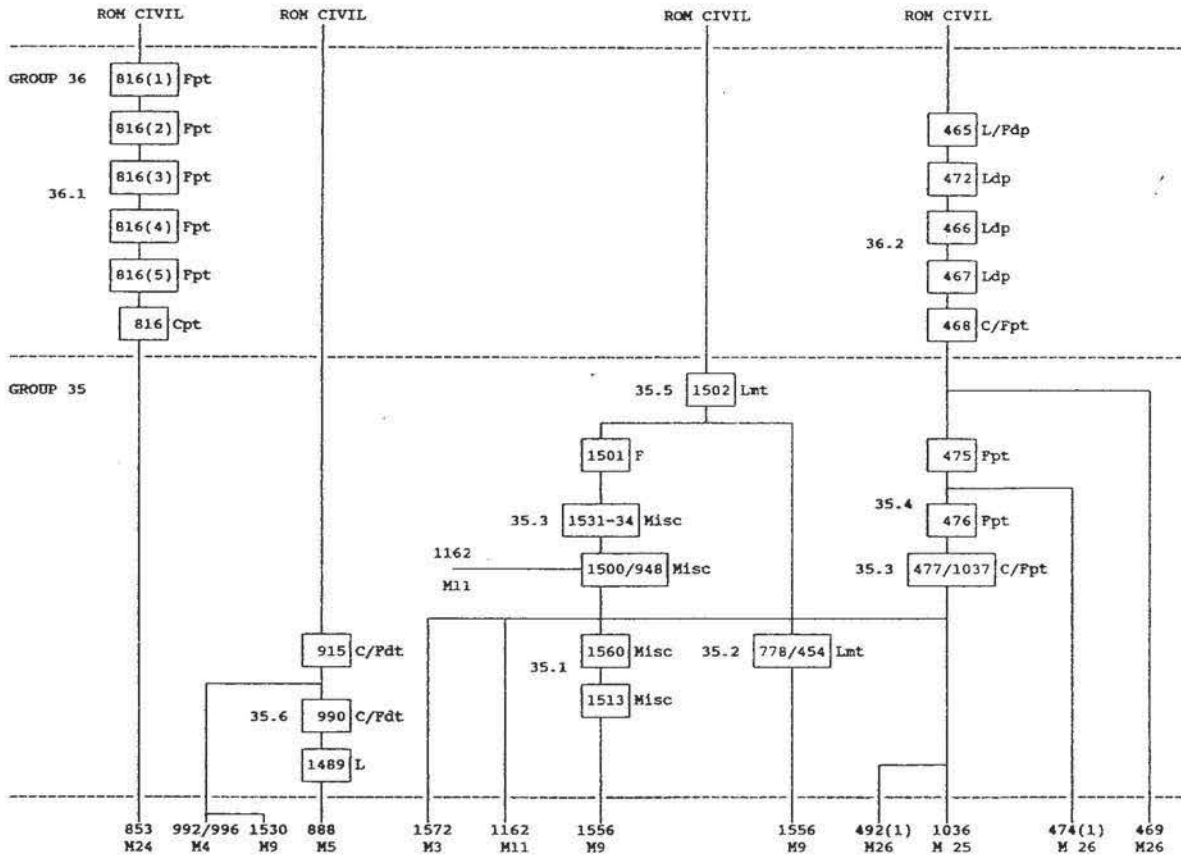 ROM CIVIL ROM CIVIL ROM CIVIL ROM CIVIL
GROUP 36 816(1) Fpt
816(2) Fpt 465 L/Fdp
36.1 816(3) Fpt 472 Ldp
816(4) Fpt 36.2 466 Ldp
816(5) Fpt 467 Ldp
816 Cpt 468 C/Fpt
GROUP 35 35.5 1502 Lmt
1501 F 475 Fpt
35.3 1531-34 Misc 35.4 476 Fpt
1162 1500/948 Misc 35.3 477/1037 C/Fpt
M11
915 C/Fdt 35.1 1560 Misc 35.2 778/454 Lmt
35.6 990 C/Fdt 1513 Misc
1489 L
853 992/996 1530 888 1572 1162 1556 1556 492(1) 1036 474(1) 469
M24 M4 M9 M5 M3 M11 M9 M9 M26 M 25 M 26 M26